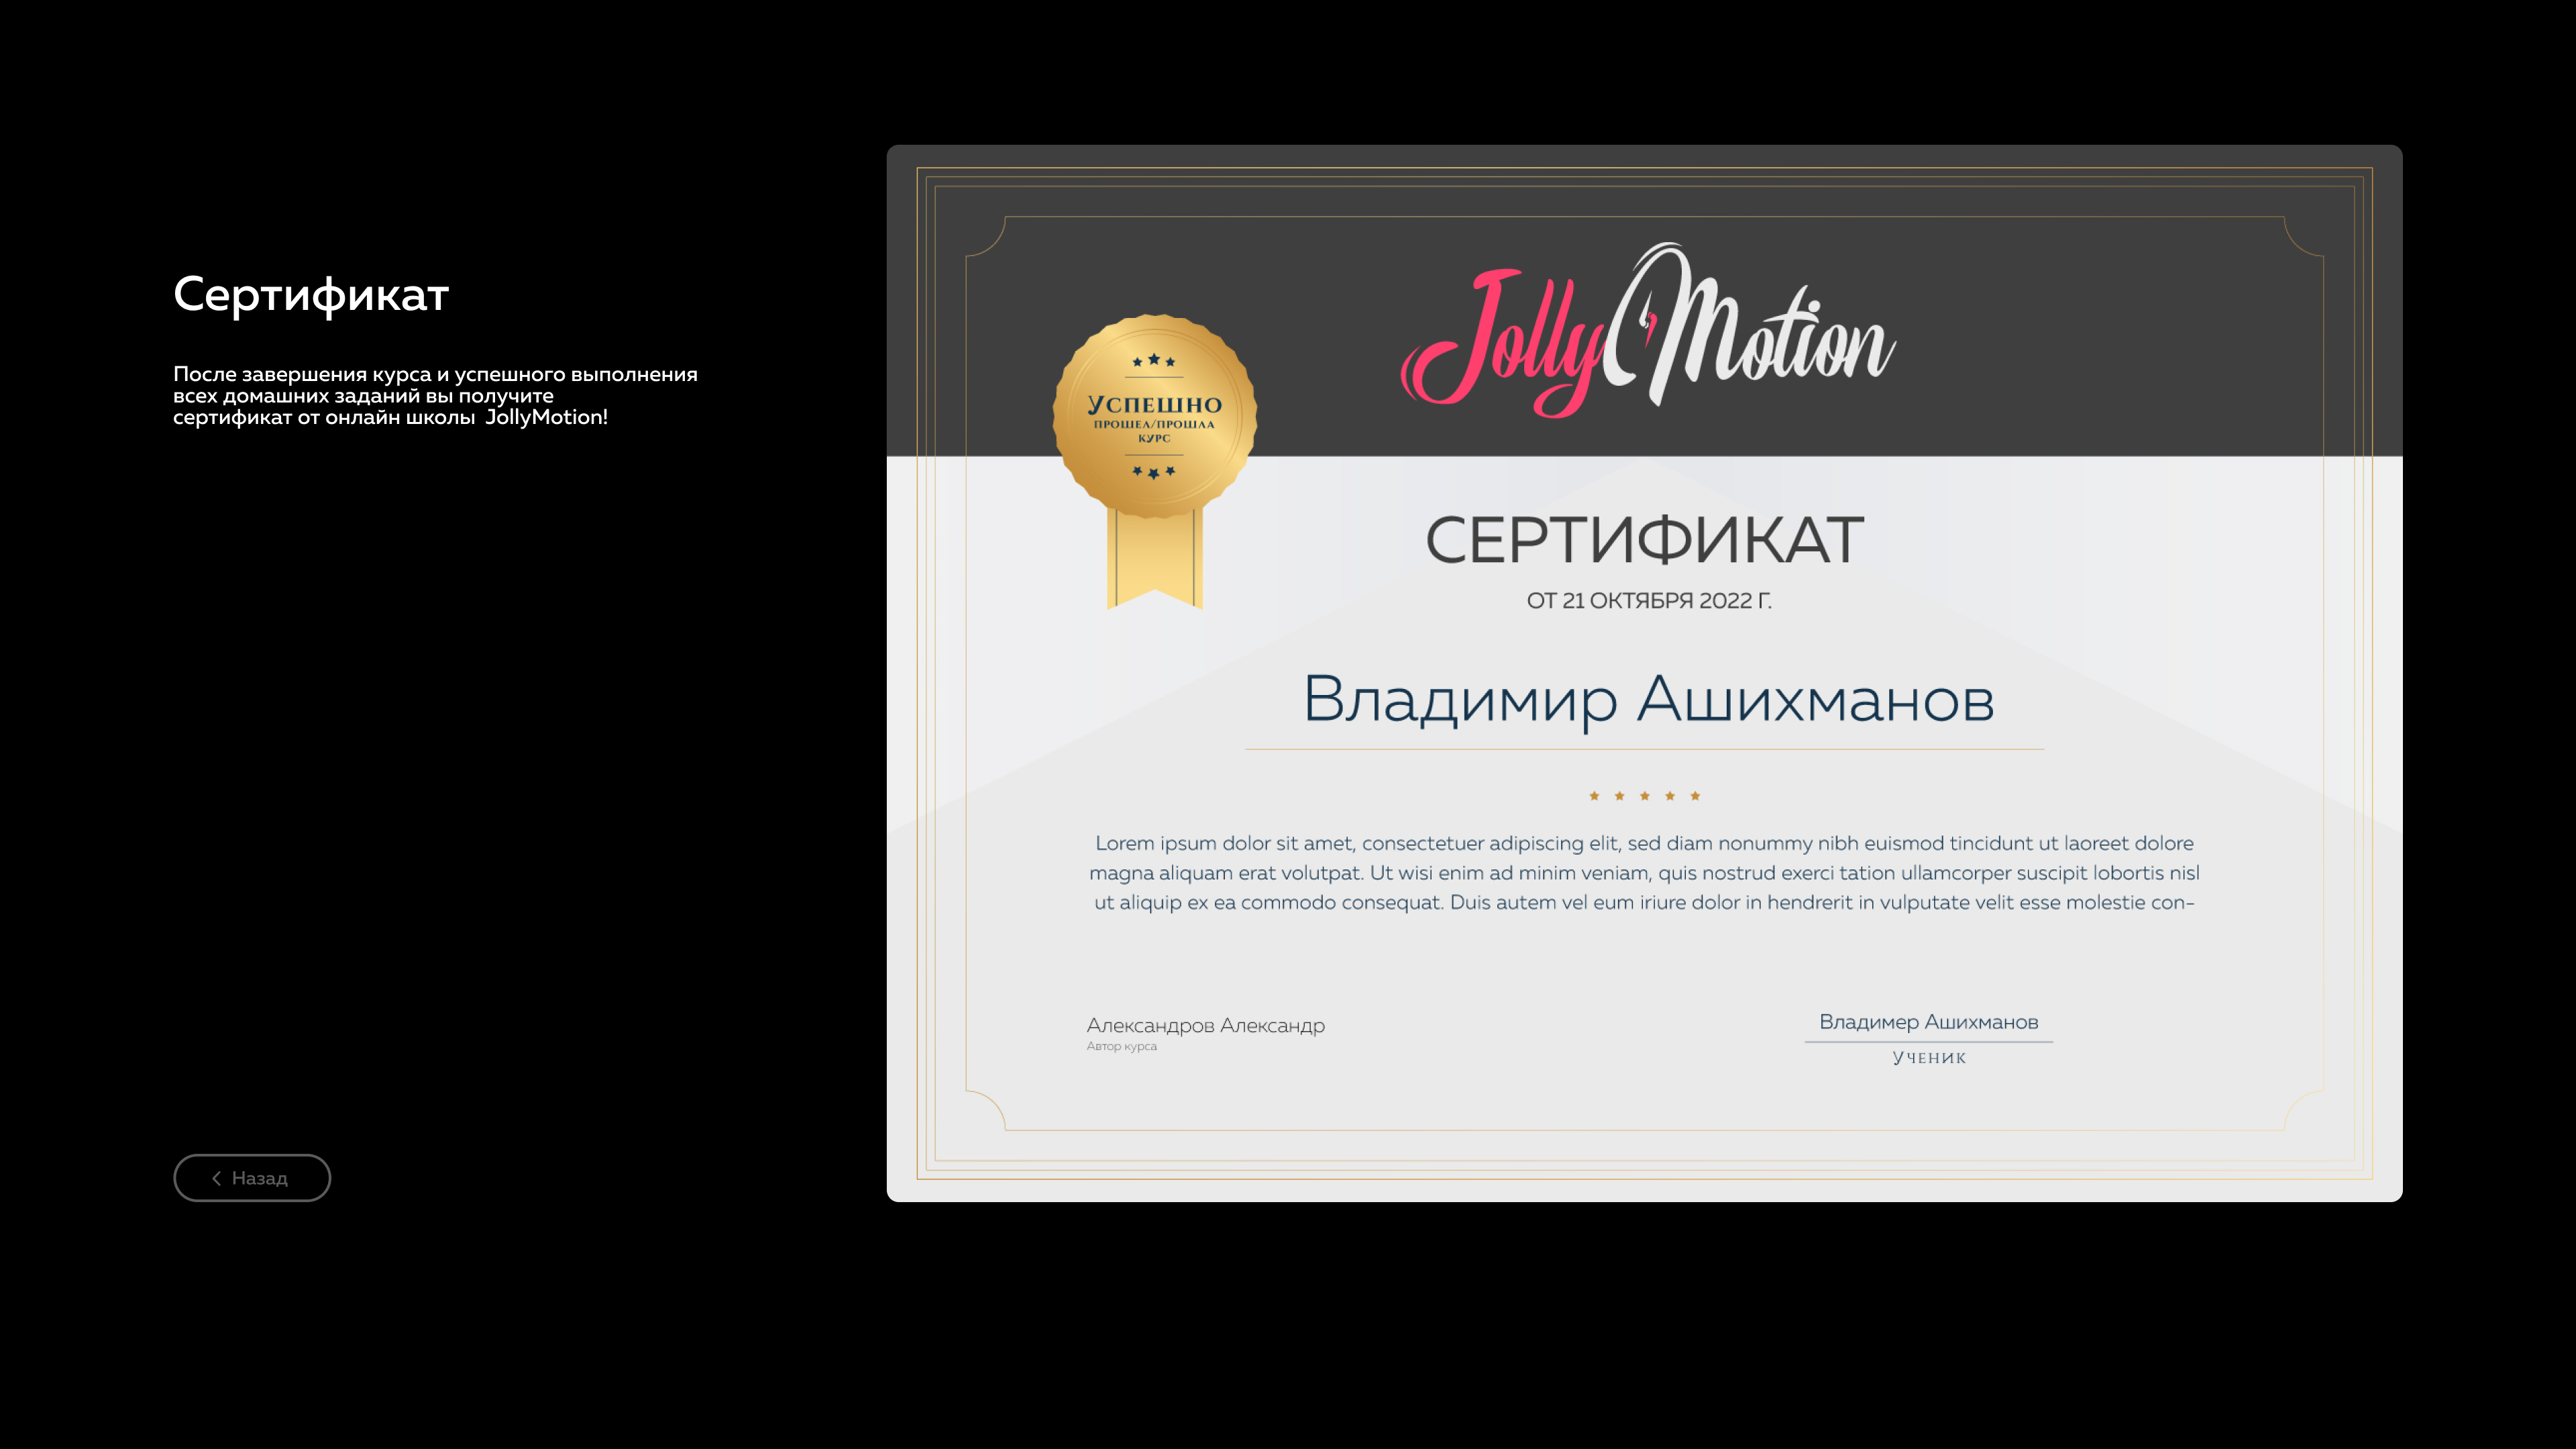 Сертификат
После завершения курса и успешного выполнения
всех домашних заданий вы получите
сертификат от онлайн школы JollyMotion!
Назад
JollyMotion
Успешно
прошел/прошла
курс
СЕРТИФИКАТ
ОТ 21 ОКТЯБРЯ 2022 Г.
Владимир Ашихманов
Lorem ipsum dolor sit amet, consectetuer adipiscing elit, sed diam nonummy nibh euismod tincidunt ut laoreet dolore
magna aliquam erat volutpat. Ut wisi enim ad minim veniam, quis nostrud exerci tation ullamcorper suscipit lobortis nisl
ut aliquip ex ea commodo consequat. Duis autem vel eum iriure dolor in hendrerit in vulputate velit esse molestie con-
Александров Александр
Автор курса
Владимер Ашихманов
Ученик